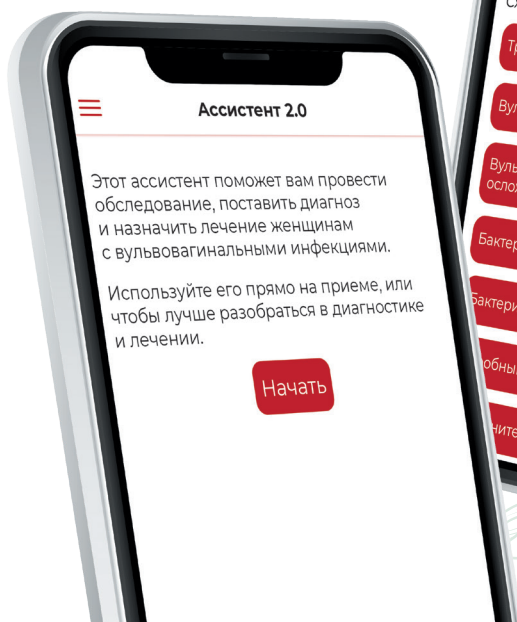 Ассистент 2.0
Этот ассистент поможет вам провести
обследование, поставить диагноз
и назначить лечение женщинам
с вульвовагинальными инфекциями.
Используйте его прямо на приеме, или
чтобы лучше разобраться в диагностике
и лечении.
Начать